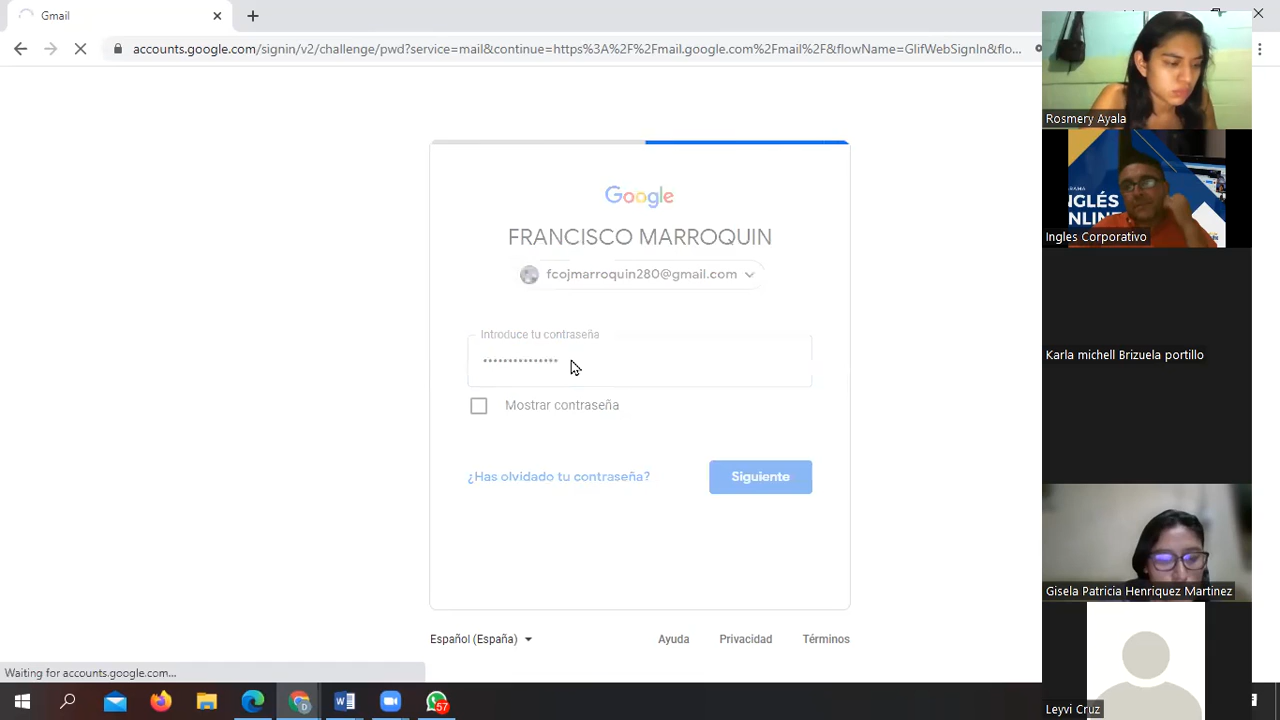 Gmail
accounts.google.com/signin/v2/challenge/pwd?service=mail&continue=https%3A%2F%2Fmail.google.com%2Fmail%2F&flowName=GlifWebSignIn&flo...
Google
FRANCISCO MARROQUIN
fcojmarroquin280@gmail.com
Introduce tu contraseña
Mostrar contraseña
¿Has olvidado tu contraseña?
Siguiente
Español (España)
Ayuda
Privacidad
Términos
Waiting for accounts.google.com...
57
Rosmery Ayala
INGLÉS
ONLINE
Ingles Corporativo
Karla michell Brizuela portillo
Gisela Patricia Henriquez Martinez
Leyvi Cruz